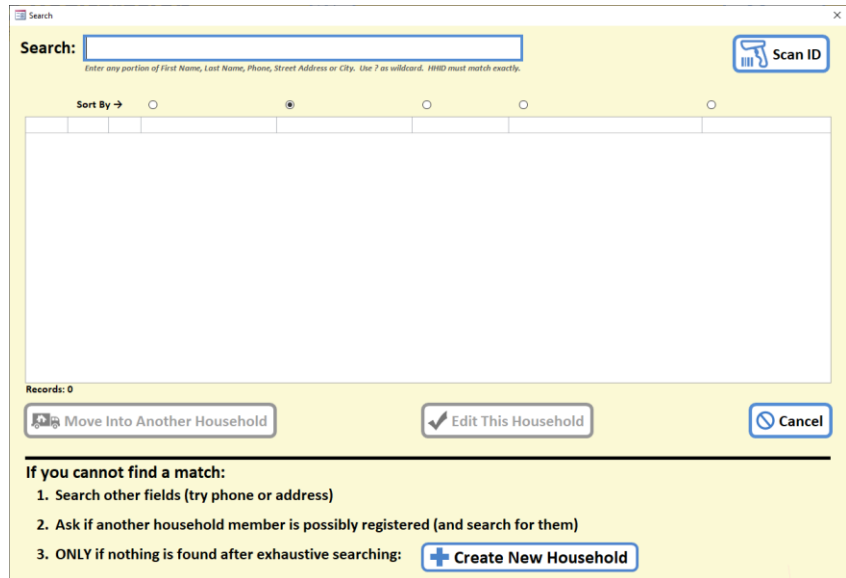 Search
Search:
Enter any portion of First Name, Last Name, Phone, Street Address or City. Use ? as wildcard. HHID must match exactly.
Scan ID
Sort By →
Records: 0
Move Into Another Household
Edit This Household
Cancel
If you cannot find a match:
1. Search other fields (try phone or address)
2. Ask if another household member is possibly registered (and search for them)
3. ONLY if nothing is found after exhaustive searching:
Create New Household